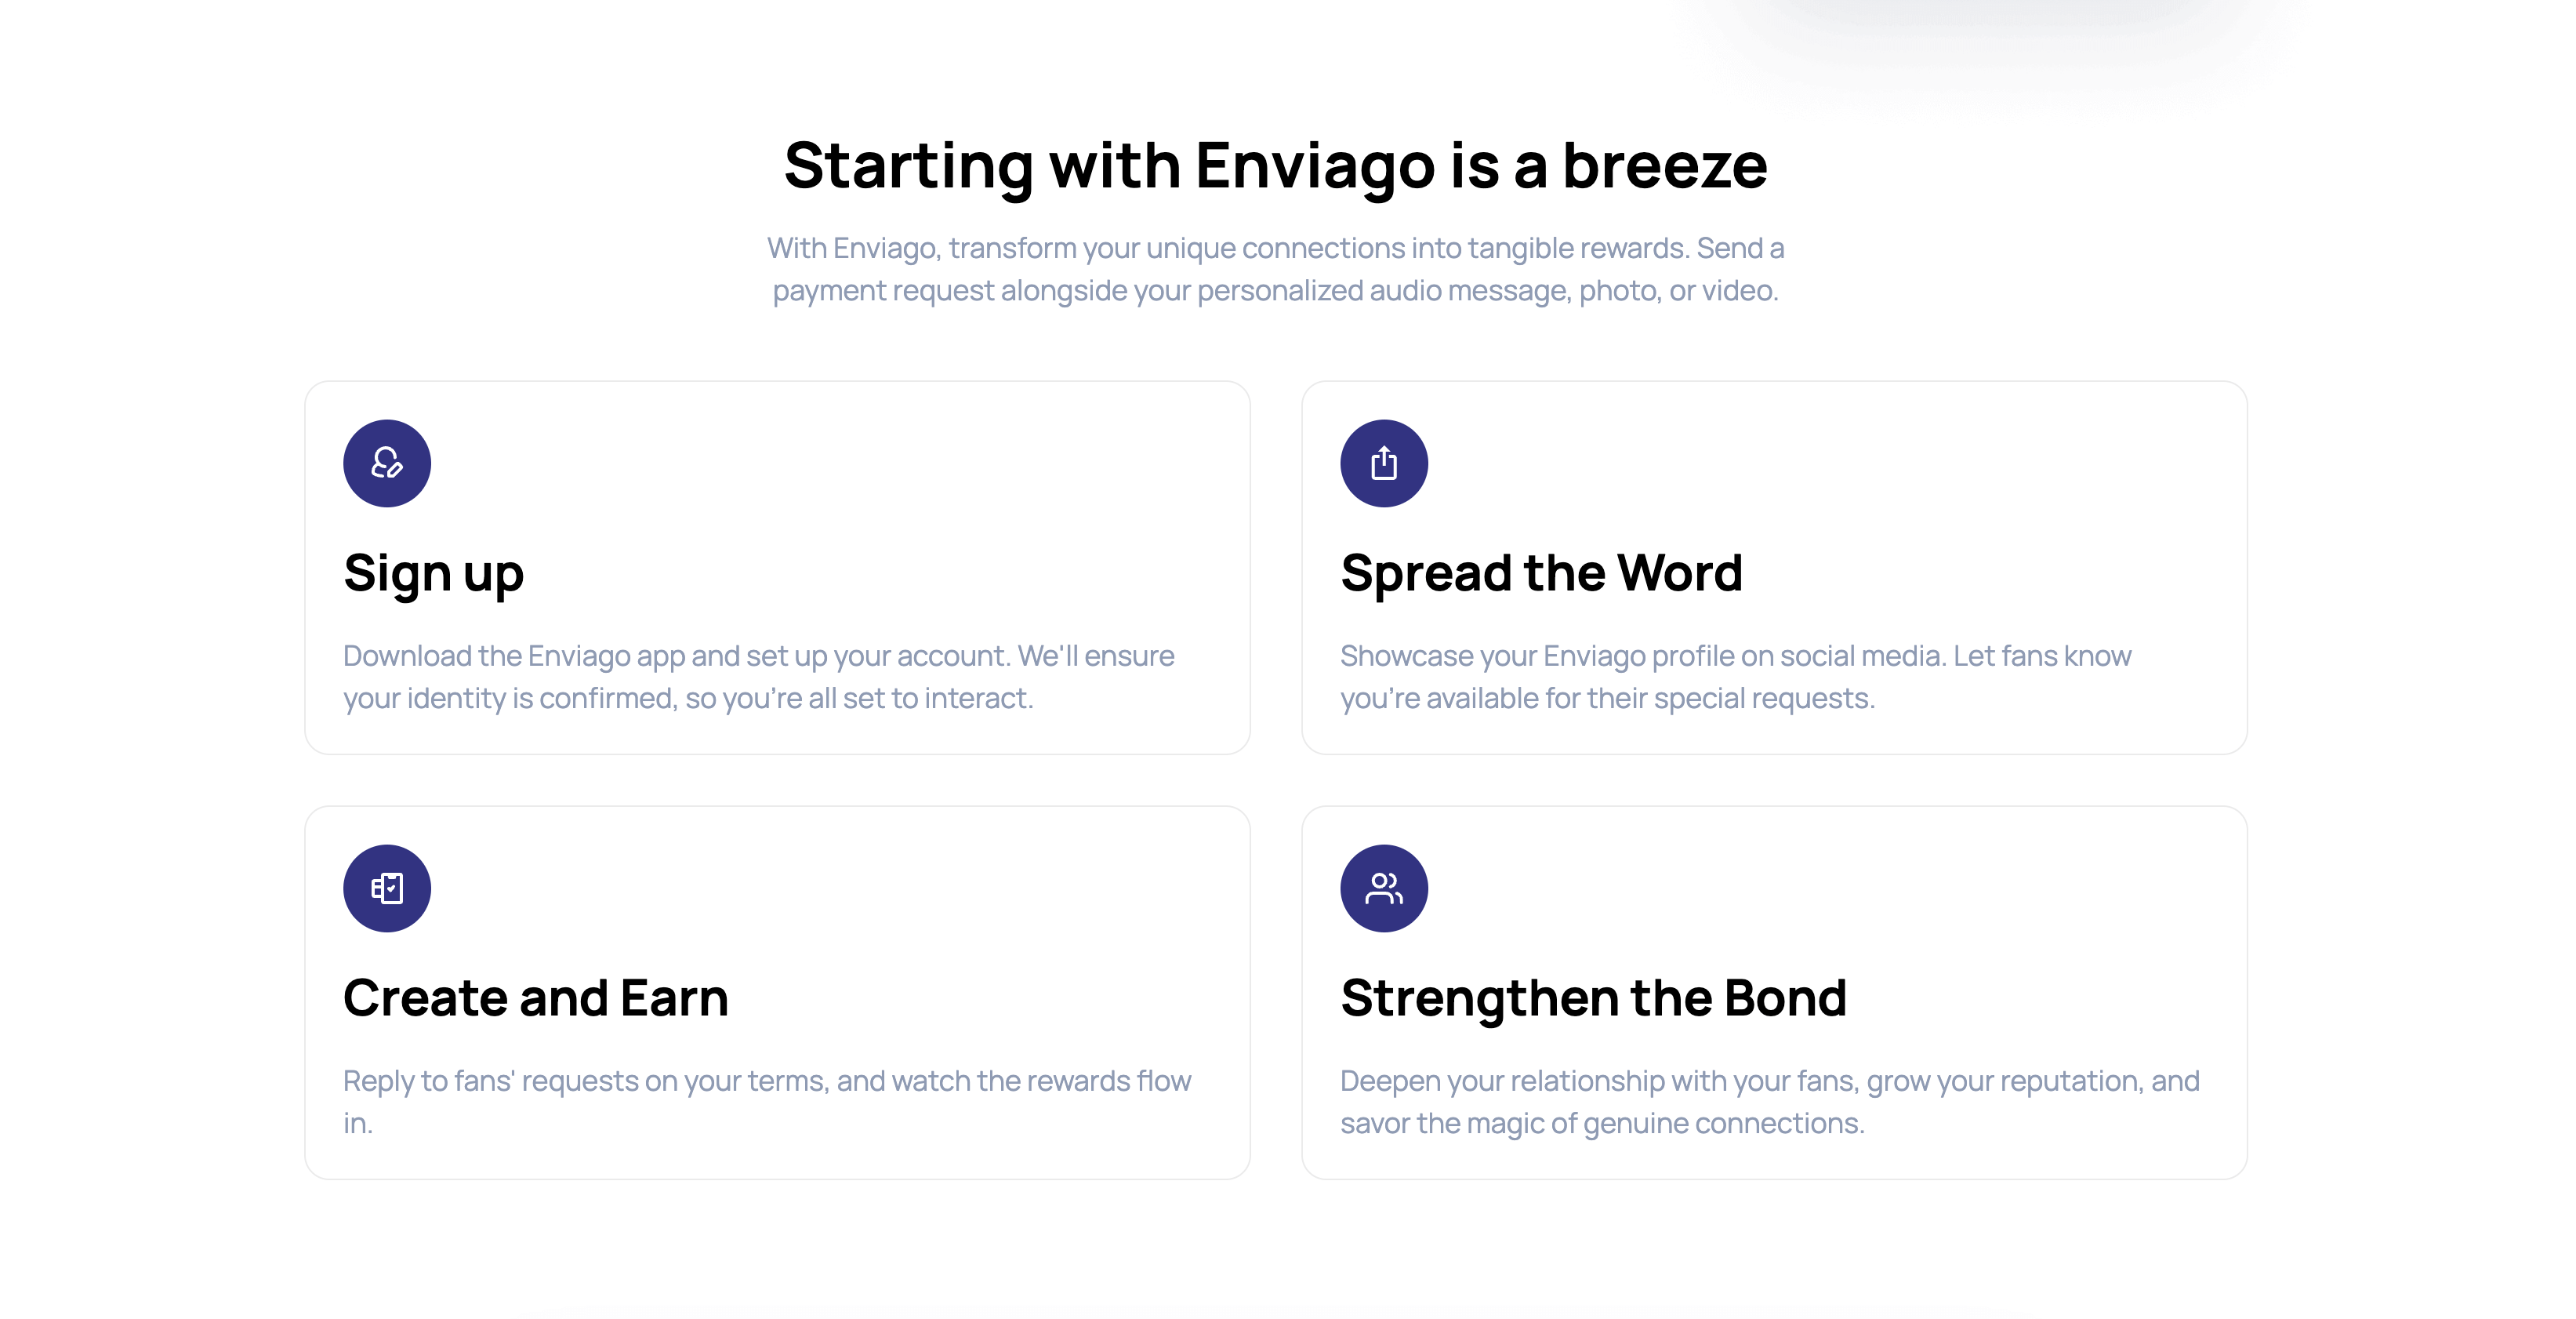 Starting with Enviago is a breeze
With Enviago, transform your unique connections into tangible rewards. Send a
payment request alongside your personalized audio message, photo, or video.
Sign up
Download the Enviago app and set up your account. We'll ensure
your identity is confirmed, so you’re all set to interact.
Spread the Word
Showcase your Enviago profile on social media. Let fans know
you’re available for their special requests.
Create and Earn
Reply to fans' requests on your terms, and watch the rewards flow
in.
Strengthen the Bond
Deepen your relationship with your fans, grow your reputation, and
savor the magic of genuine connections.